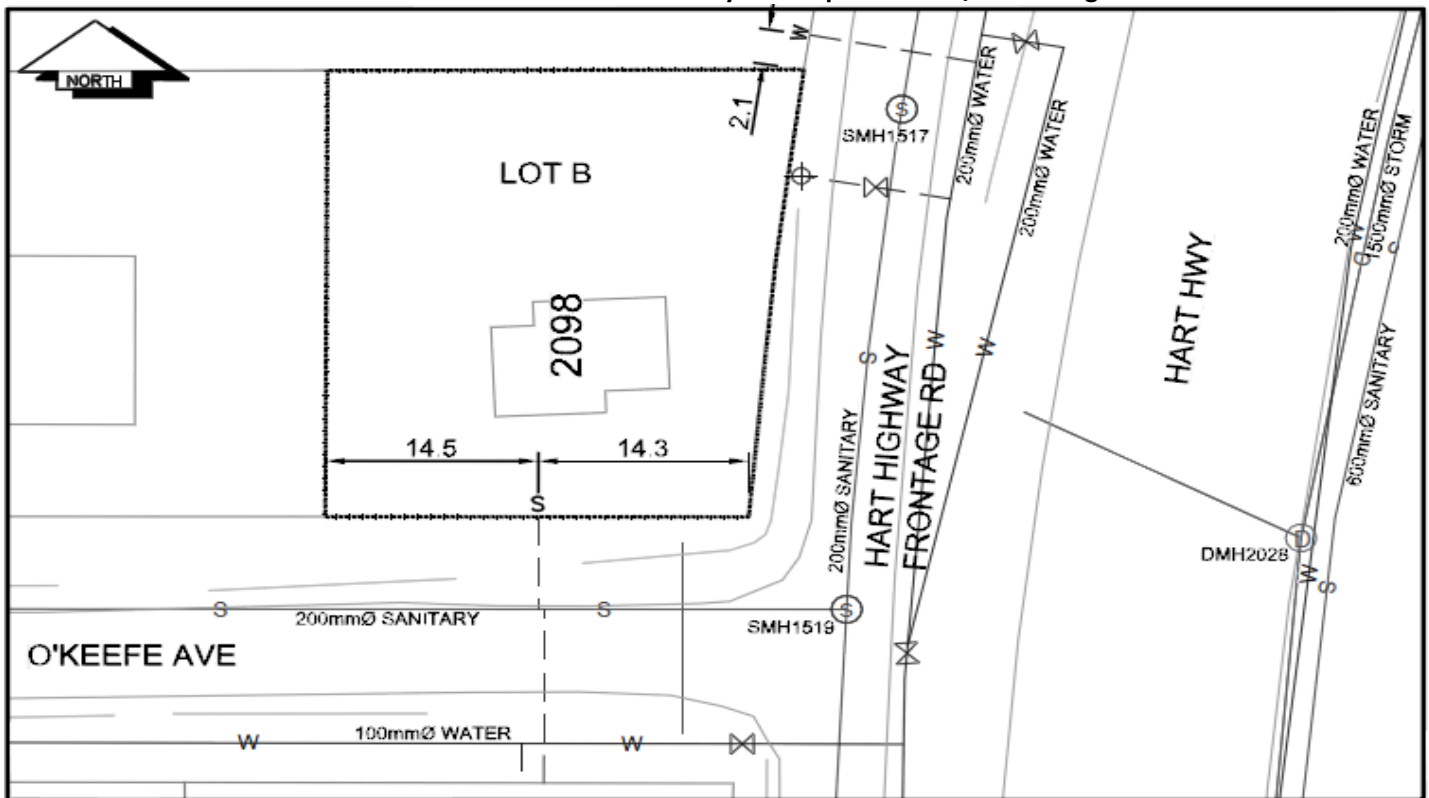 NORTH
W
2.1
LOT B
SMH1517
S
200mmØ WATER
200mmØ WATER
200mmØ WATER
1500mmØ STORM
W
D
S
2098
HART HWY
S
W
W
HART HIGHWAY
FRONTAGE RD
600mmØ SANITARY
14.5
14.3
S
200mmØ SANITARY
DMH2028
D
W
S
S
200mmØ SANITARY
S
SMH1519
S
O'KEEFE AVE
W
100mmØ WATER
W